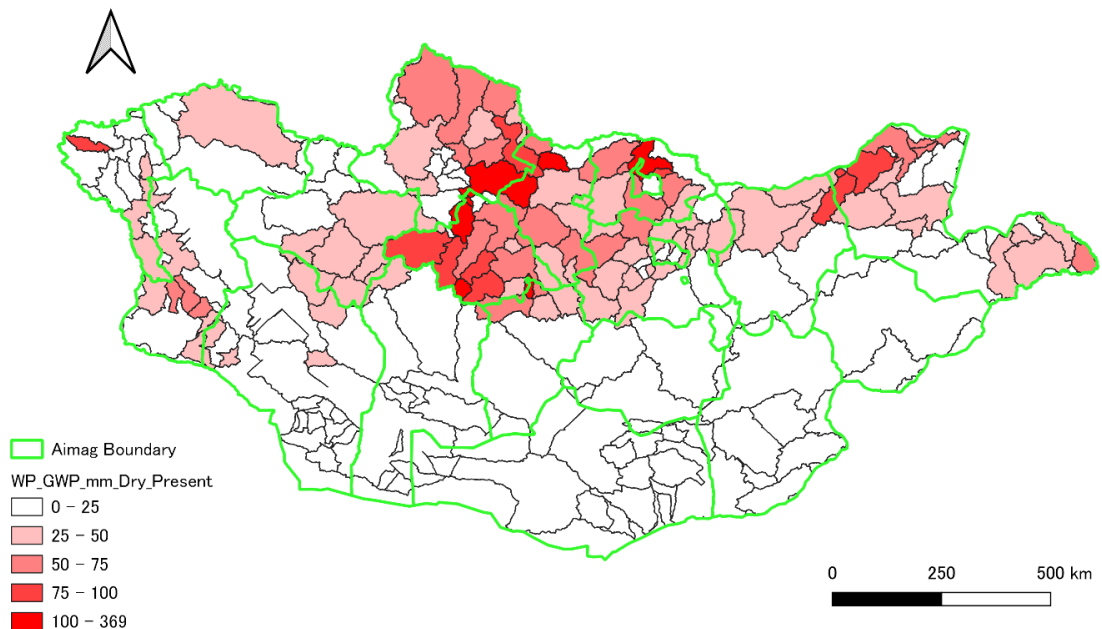 Aimag Boundary
WP_GWP_mm_Dry_Present
0 – 25
25 – 50
50 – 75
75 – 100
100 – 369
0 250 500 km